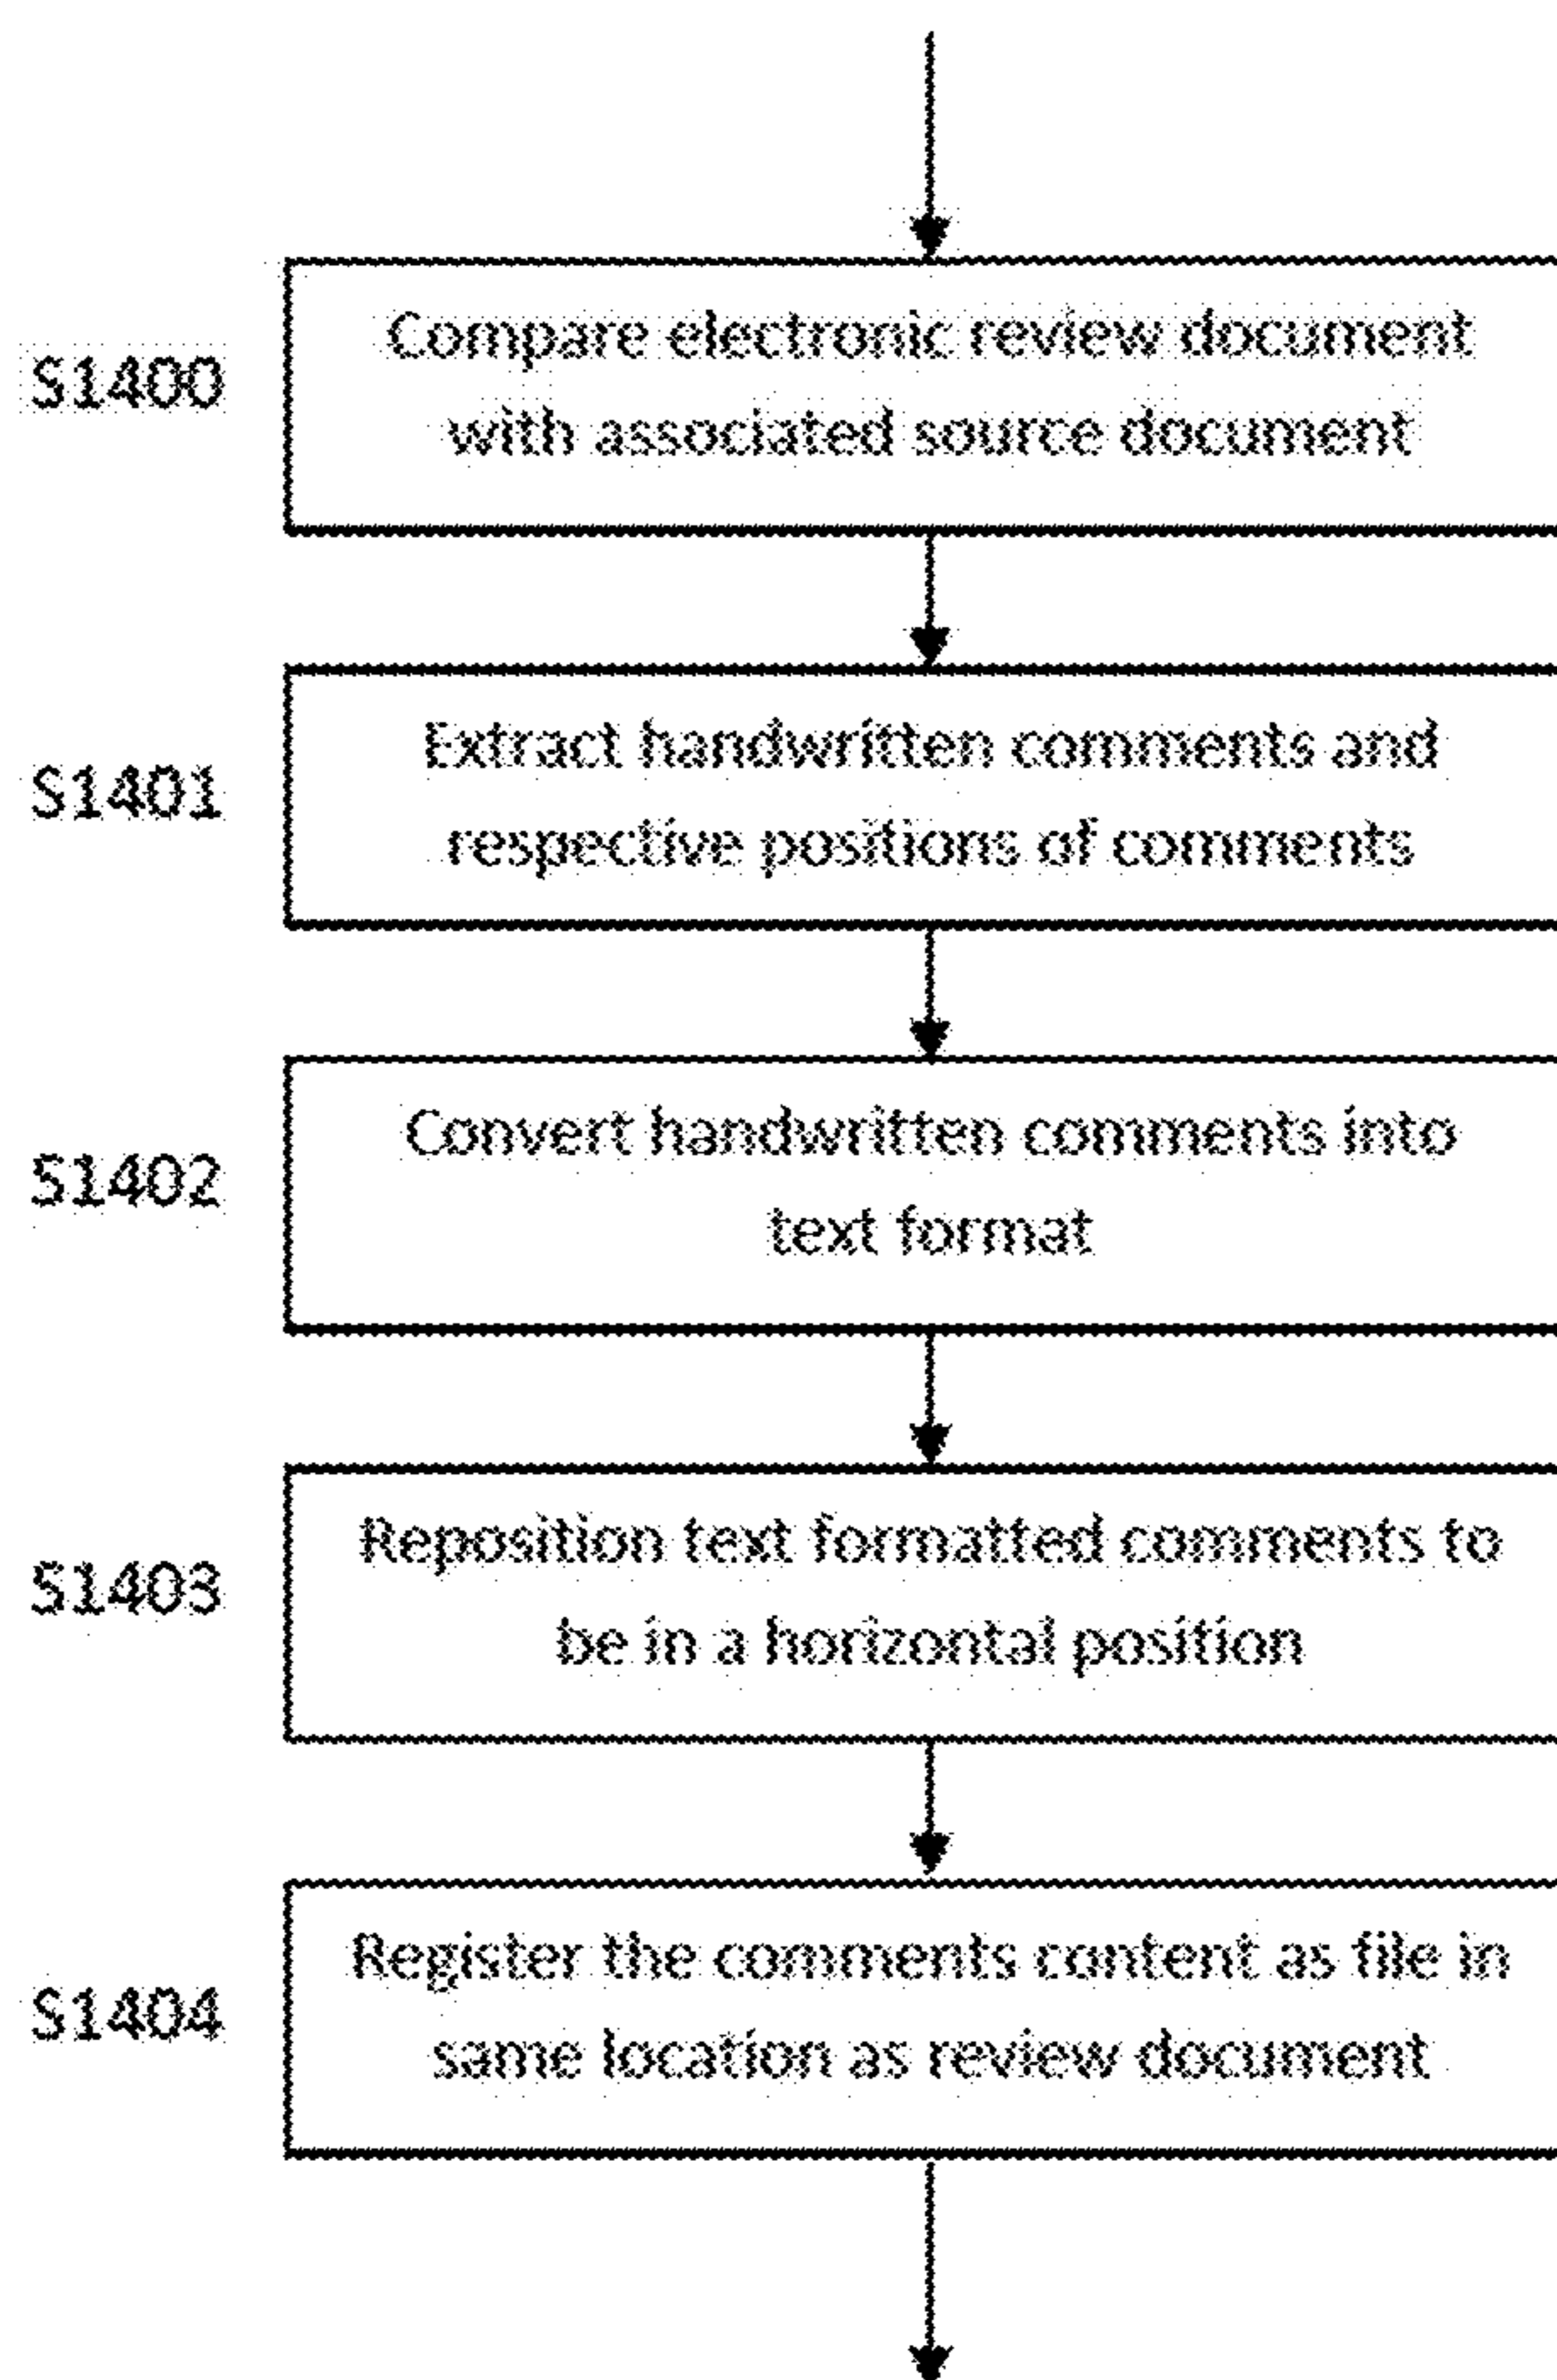 S1400
Compare electronic review document
with associated source document
S1401
Extract handwritten comments and
respective positions of comments
S1402
Convert handwritten comments into
text format
S1403
Reposition text formatted comments to
be in a horizontal position
S1404
Register the comments content as file in
same location as review document